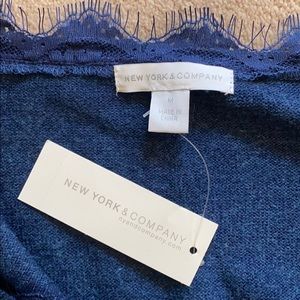 NEW YORK & COMPANY
M
MADE IN
CHINA
NEW YORK & COMPANY
nyandcompany.com